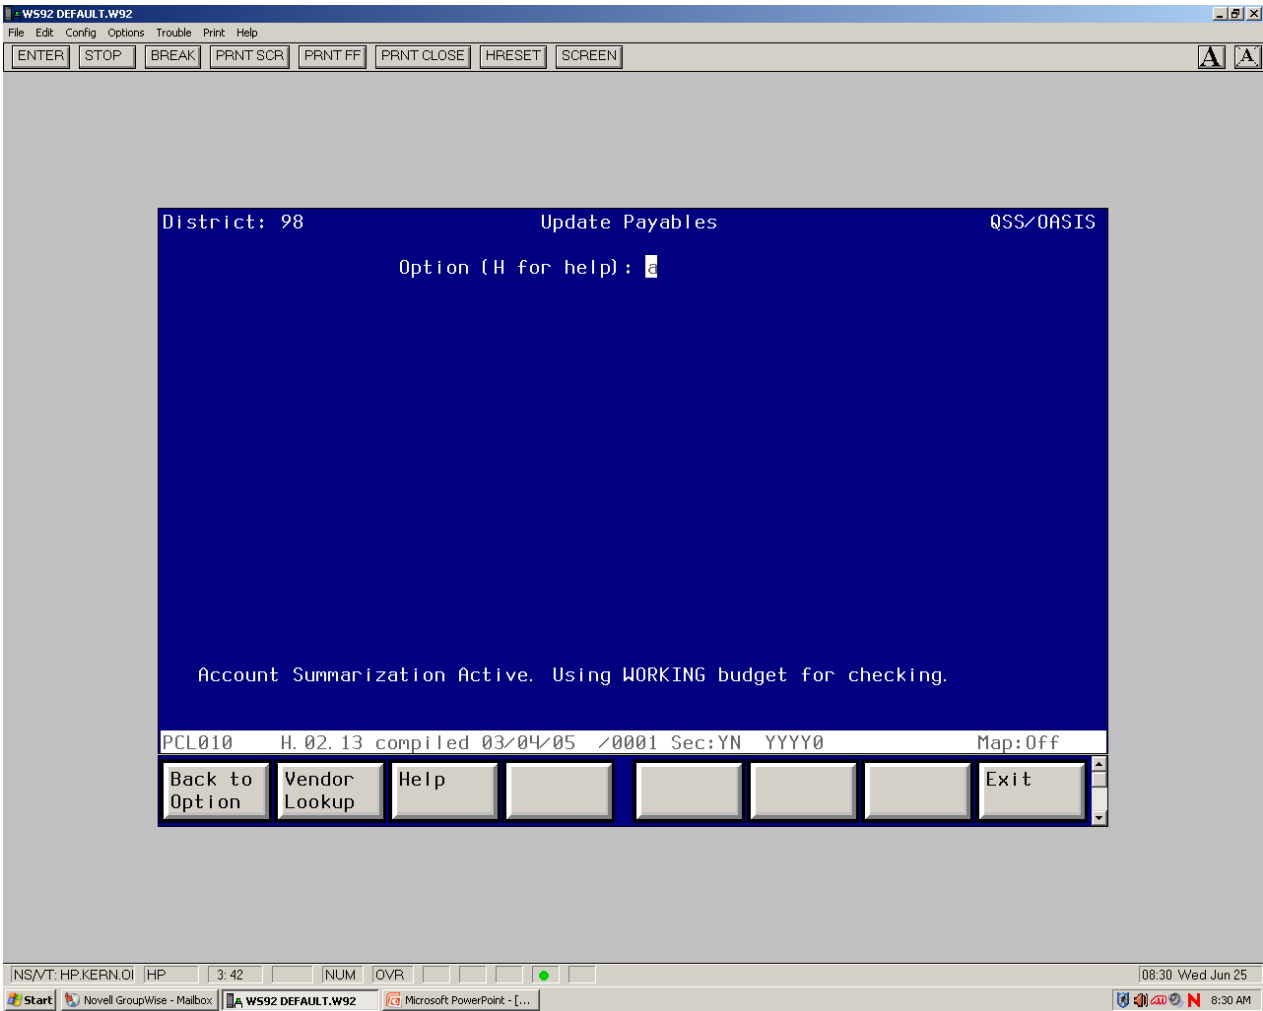 WS92 DEFAULT.W92
File Edit Config Options Trouble Print Help
ENTER STOP BREAK PRNT SCR PRNT FF PRNT CLOSE HRESET SCREEN A A
District: 98 Update Payables QSS/OASIS
Option (H for help): a
Account Summarization Active. Using WORKING budget for checking.
PCL010 H.02.13 compiled 03/04/05 /0001 Sec:YN YYYY0 Map:Off
Back to Option
Vendor Lookup
Help
Exit
NS/VT: HP.KERN.OI HP 3: 42 NUM OVR 08:30 Wed Jun 25
Start Novell GroupWise - Mailbox WS92 DEFAULT.W92 Microsoft PowerPoint - [... N 8:30 AM